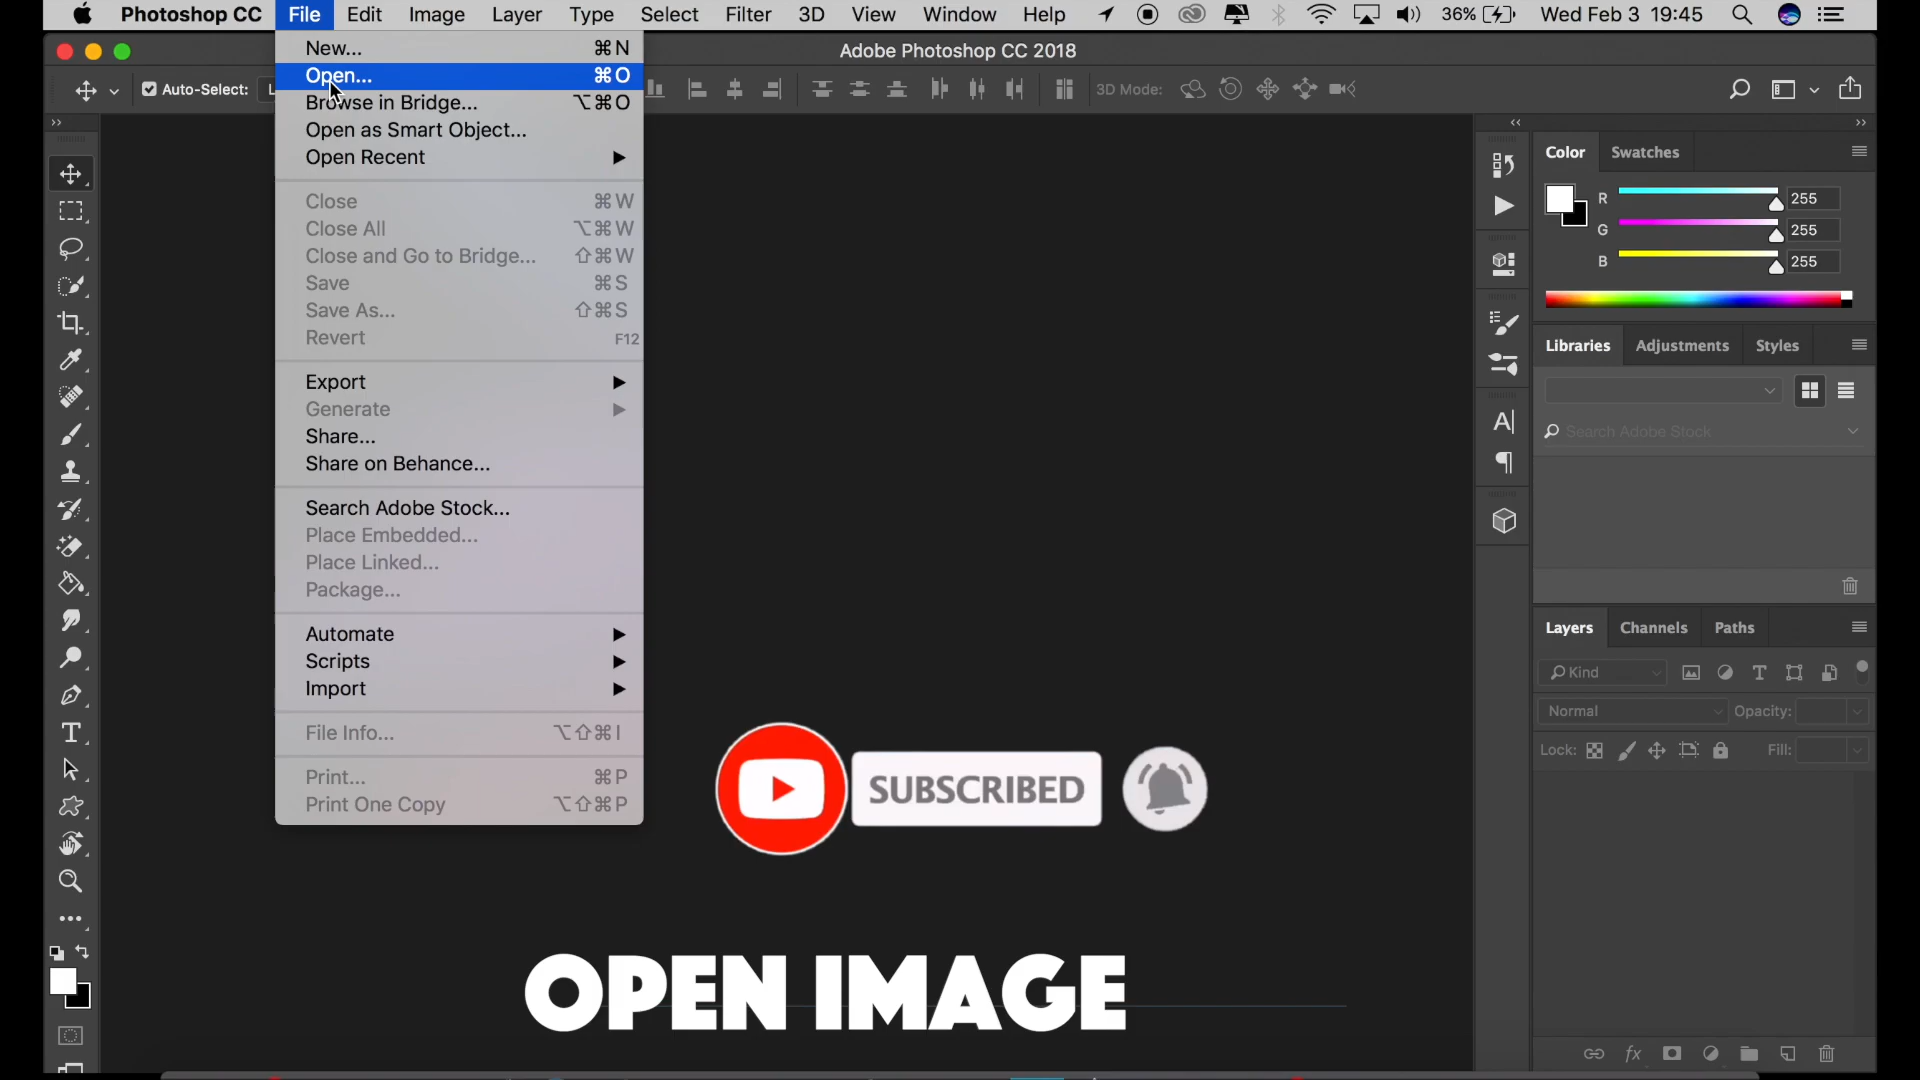 Photoshop CC File Edit Image Layer Type Select Filter 3D View Window Help 36% Wed Feb 3 19:45
Adobe Photoshop CC 2018
Auto-Select: 3D Mode:
New... ⌘N
Open... ⌘O
Browse in Bridge... ⌥⌘O
Open as Smart Object...
Open Recent
Close ⌘W
Close All ⌥⌘W
Close and Go to Bridge... ⇧⌘W
Save ⌘S
Save As... ⇧⌘S
Revert F12
Export
Generate
Share...
Share on Behance...
Search Adobe Stock...
Place Embedded...
Place Linked...
Package...
Automate
Scripts
Import
File Info... ⌥⇧⌘I
Print... ⌘P
Print One Copy ⌥⇧⌘P
Color Swatches
R 255
G 255
B 255
Libraries Adjustments Styles
Search Adobe Stock
Layers Channels Paths
Kind
Normal Opacity:
Lock: Fill:
SUBSCRIBED
OPEN IMAGE